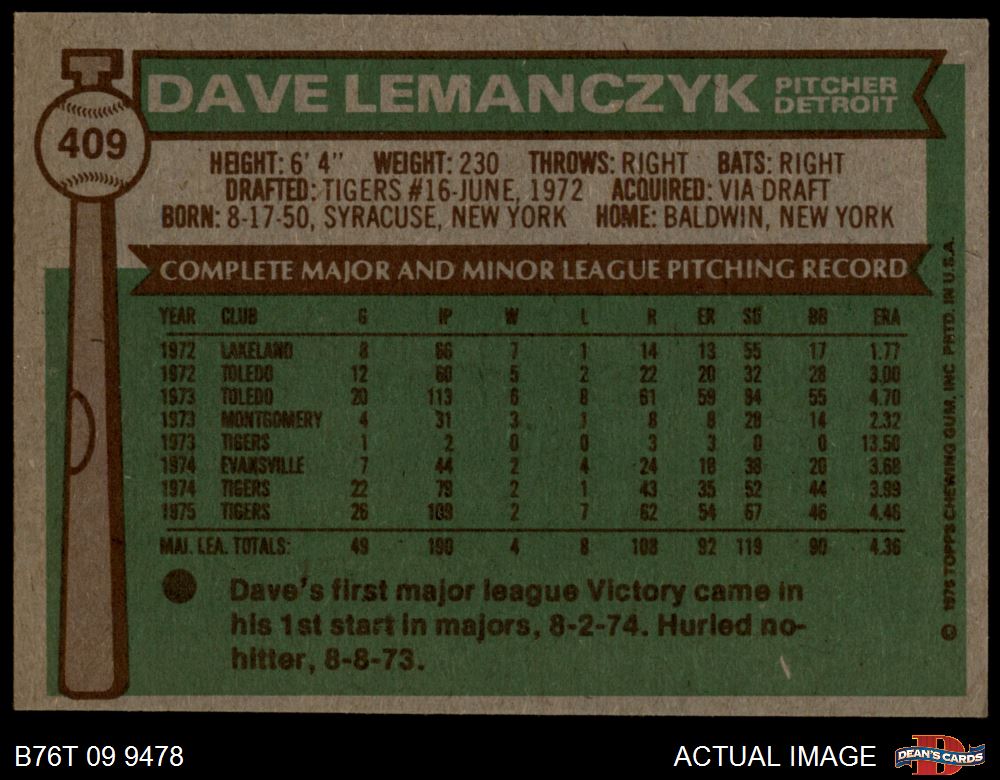 DAVE LEMANCZYK PITCHER DETROIT
409
HEIGHT: 6' 4" WEIGHT: 230 THROWS: RIGHT BATS: RIGHT
DRAFTED: TIGERS #16-JUNE, 1972 ACQUIRED: VIA DRAFT
BORN: 8-17-50, SYRACUSE, NEW YORK HOME: BALDWIN, NEW YORK
COMPLETE MAJOR AND MINOR LEAGUE PITCHING RECORD
YEAR CLUB G IP W L R ER SO BB ERA
1972 LAKELAND 8 66 7 1 14 13 55 17 1.77
1972 TOLEDO 12 60 5 2 22 20 32 28 3.00
1973 TOLEDO 20 113 6 8 61 59 94 55 4.70
1973 MONTGOMERY 4 31 3 1 8 8 28 14 2.32
1973 TIGERS 1 2 0 0 3 3 0 0 13.50
1974 EVANSVILLE 7 44 2 4 24 18 38 20 3.68
1974 TIGERS 22 79 2 1 43 35 52 44 3.99
1975 TIGERS 26 109 2 7 62 54 67 46 4.46
MAJ. LEA. TOTALS: 49 190 4 8 108 92 119 90 4.36
Dave's first major league Victory came in
his 1st start in majors, 8-2-74. Hurled no-
hitter, 8-8-73.
© 1976 TOPPS CHEWING GUM, INC PRTD. IN U.S.A.
B76T 09 9478 ACTUAL IMAGE DEAN'S CARDS